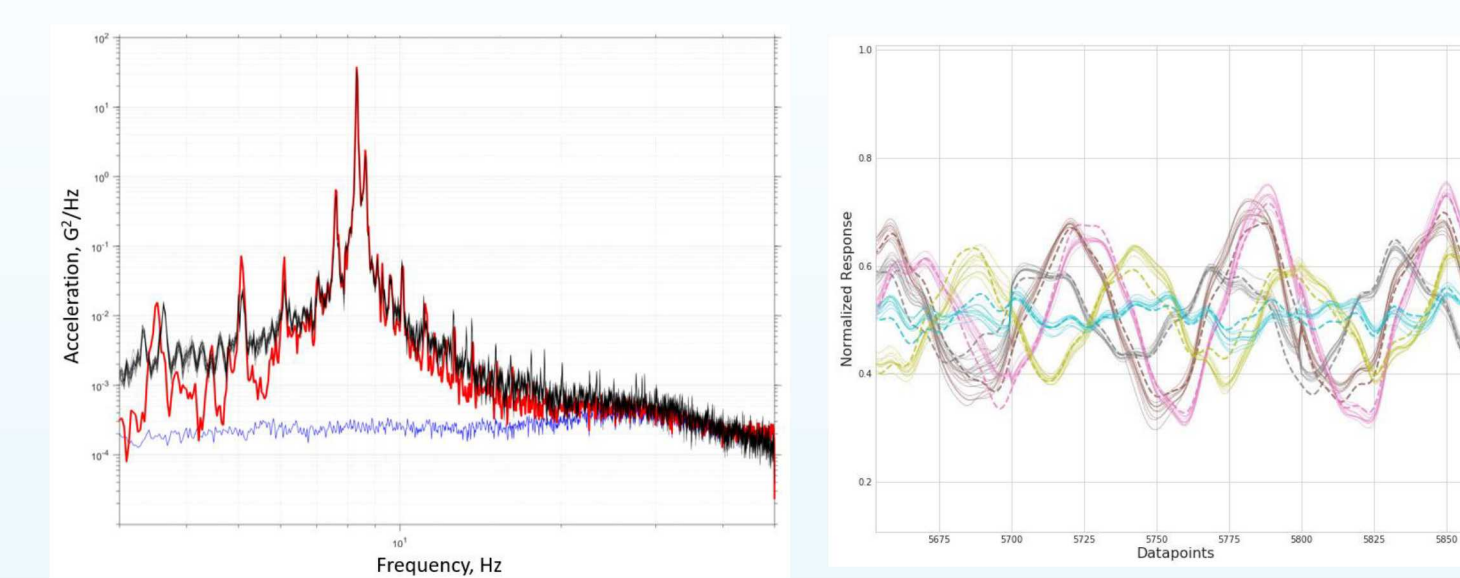 10²
10¹
10⁰
10⁻¹
10⁻²
10⁻³
10⁻⁴
Acceleration, G²/Hz
10¹
Frequency, Hz
1.0
0.8
0.6
0.4
0.2
Normalized Response
5675 5700 5725 5750 5775 5800 5825 5850
Datapoints